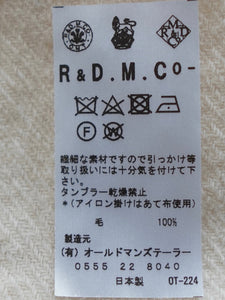 R&D.M.Co-
F W
繊細な素材ですので引っかけ等
取り扱いには十分気を付けて下さい。
タンブラー乾燥禁止
*(アイロン掛けはあて布使用)
毛 100%
製造元
(有) オールドマンズテーラー
0555 22 8040
日本製 OT-224